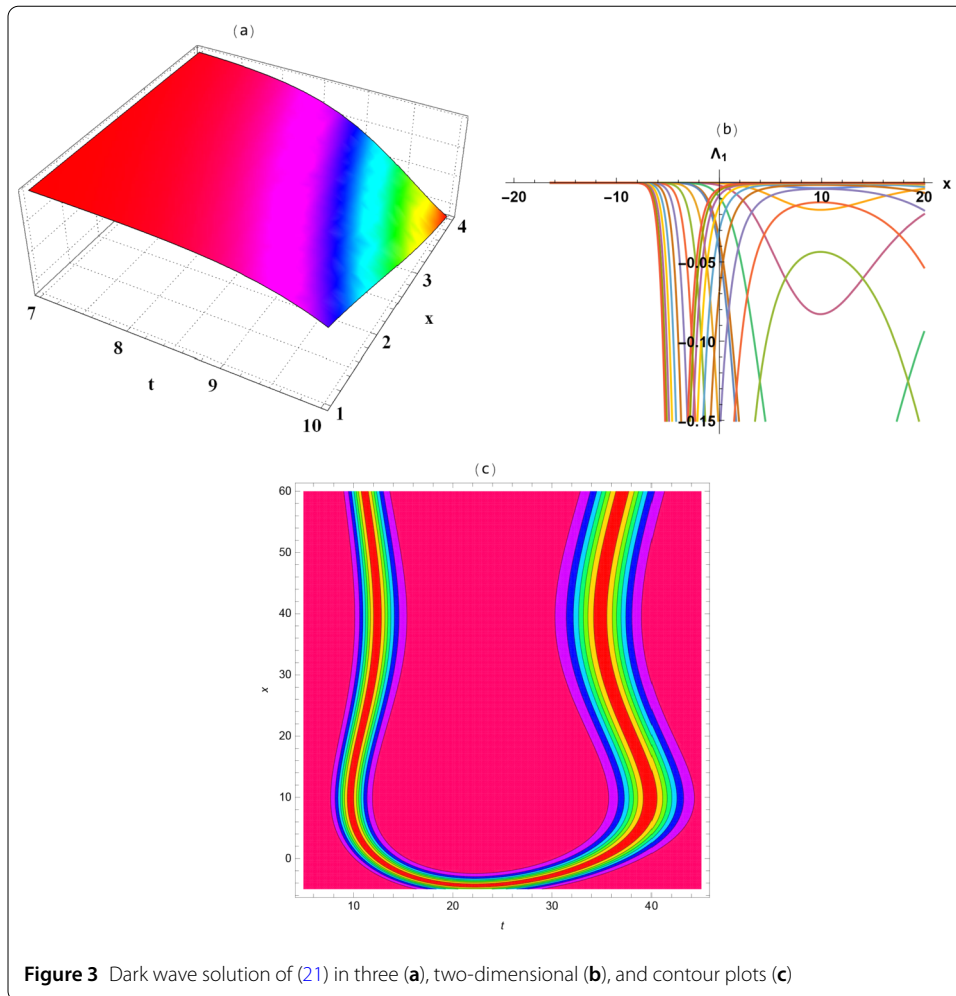 (a)
4
3
x
2
1
7
8
t
9
10
(b)
Λ₁
x
−20
−10
10
20
−0.05
−0.10
−0.15
(c)
60
50
40
30
x
20
10
0
10
20
30
40
t
Figure 3 Dark wave solution of (21) in three (a), two-dimensional (b), and contour plots (c)